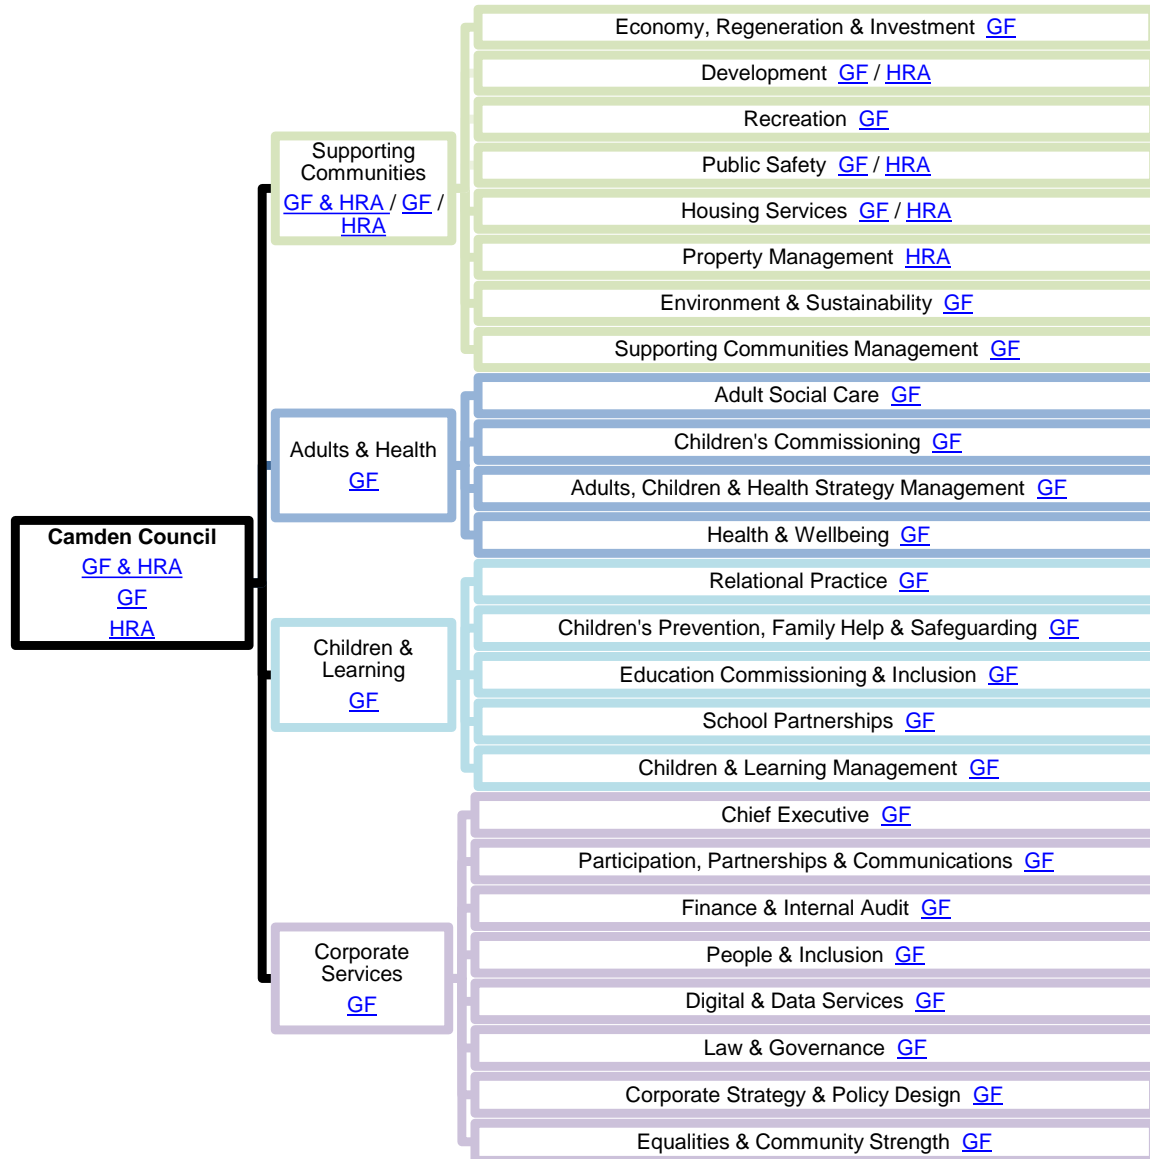 Camden Council
GF & HRA
GF
HRA
Supporting
Communities
GF & HRA / GF /
HRA
Economy, Regeneration & Investment GF
Development GF / HRA
Recreation GF
Public Safety GF / HRA
Housing Services GF / HRA
Property Management HRA
Environment & Sustainability GF
Supporting Communities Management GF
Adults & Health
GF
Adult Social Care GF
Children's Commissioning GF
Adults, Children & Health Strategy Management GF
Health & Wellbeing GF
Children &
Learning
GF
Relational Practice GF
Children's Prevention, Family Help & Safeguarding GF
Education Commissioning & Inclusion GF
School Partnerships GF
Children & Learning Management GF
Corporate
Services
GF
Chief Executive GF
Participation, Partnerships & Communications GF
Finance & Internal Audit GF
People & Inclusion GF
Digital & Data Services GF
Law & Governance GF
Corporate Strategy & Policy Design GF
Equalities & Community Strength GF